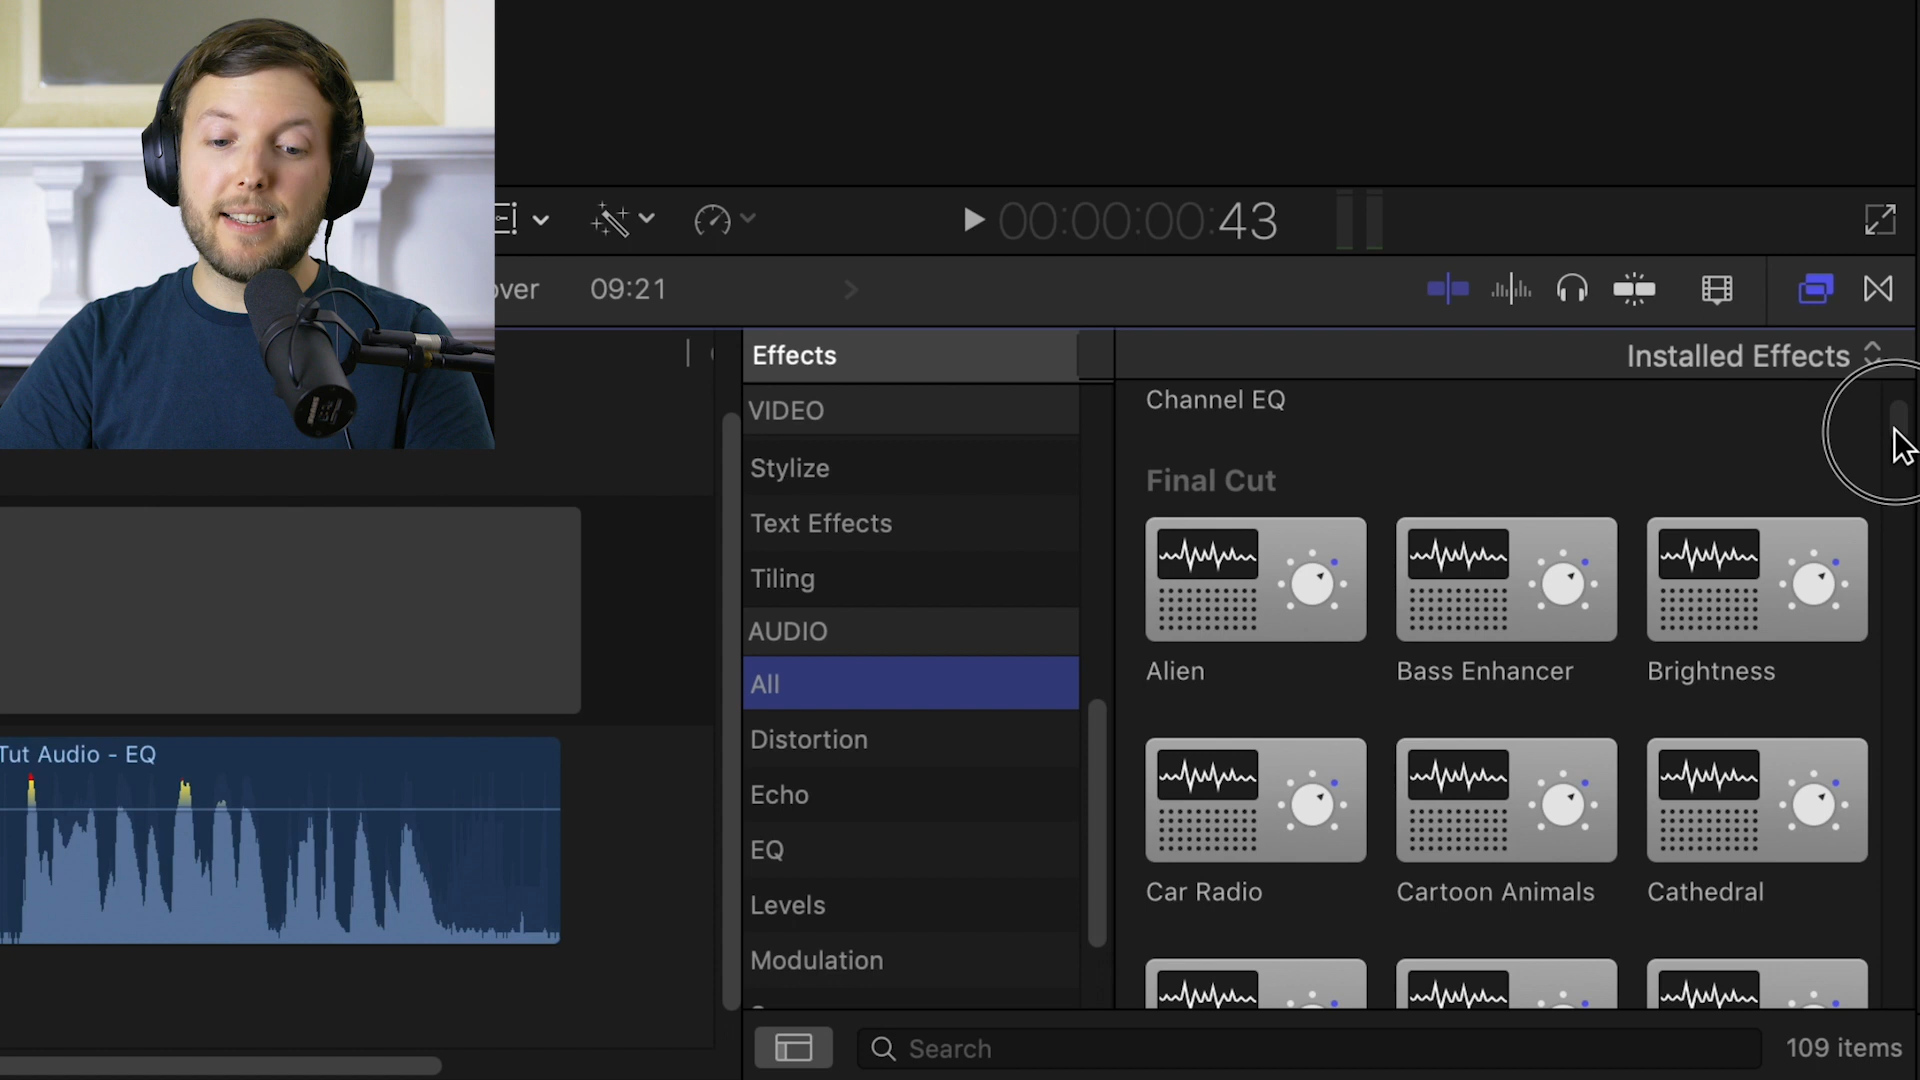 00:00:00:43
over 09:21
Effects
Installed Effects
VIDEO
Stylize
Text Effects
Tiling
AUDIO
All
Distortion
Echo
EQ
Levels
Modulation
Channel EQ
Final Cut
Alien
Bass Enhancer
Brightness
Car Radio
Cartoon Animals
Cathedral
Tut Audio - EQ
Search
109 items